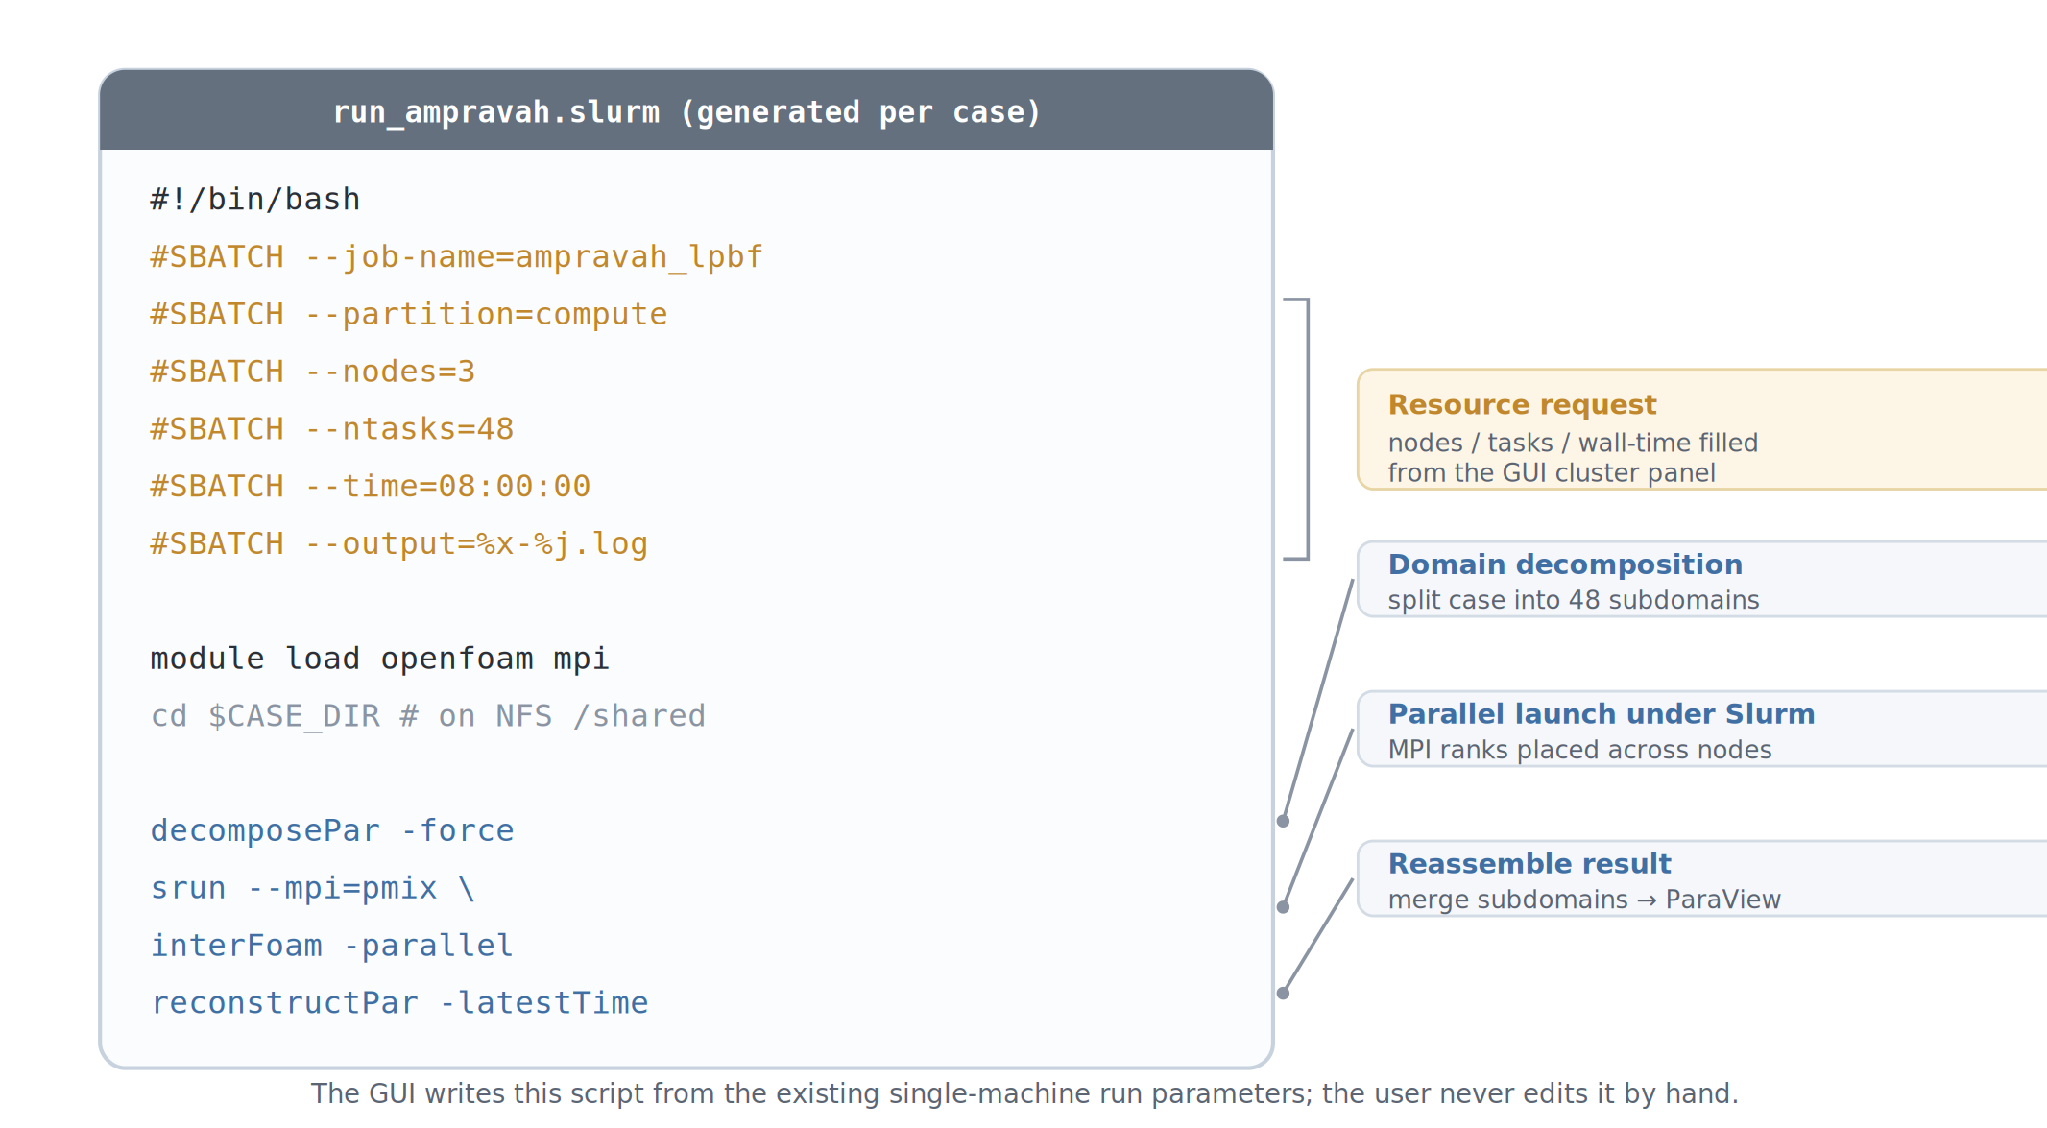 run_ampravah.slurm (generated per case)
#!/bin/bash
#SBATCH --job-name=ampravah_lpbf
#SBATCH --partition=compute
#SBATCH --nodes=3
#SBATCH --ntasks=48
#SBATCH --time=08:00:00
#SBATCH --output=%x-%j.log
module load openfoam mpi
cd $CASE_DIR # on NFS /shared
decomposePar -force
srun --mpi=pmix \
interFoam -parallel
reconstructPar -latestTime
Resource request
nodes / tasks / wall-time filled
from the GUI cluster panel
Domain decomposition
split case into 48 subdomains
Parallel launch under Slurm
MPI ranks placed across nodes
Reassemble result
merge subdomains → ParaView
The GUI writes this script from the existing single-machine run parameters; the user never edits it by hand.